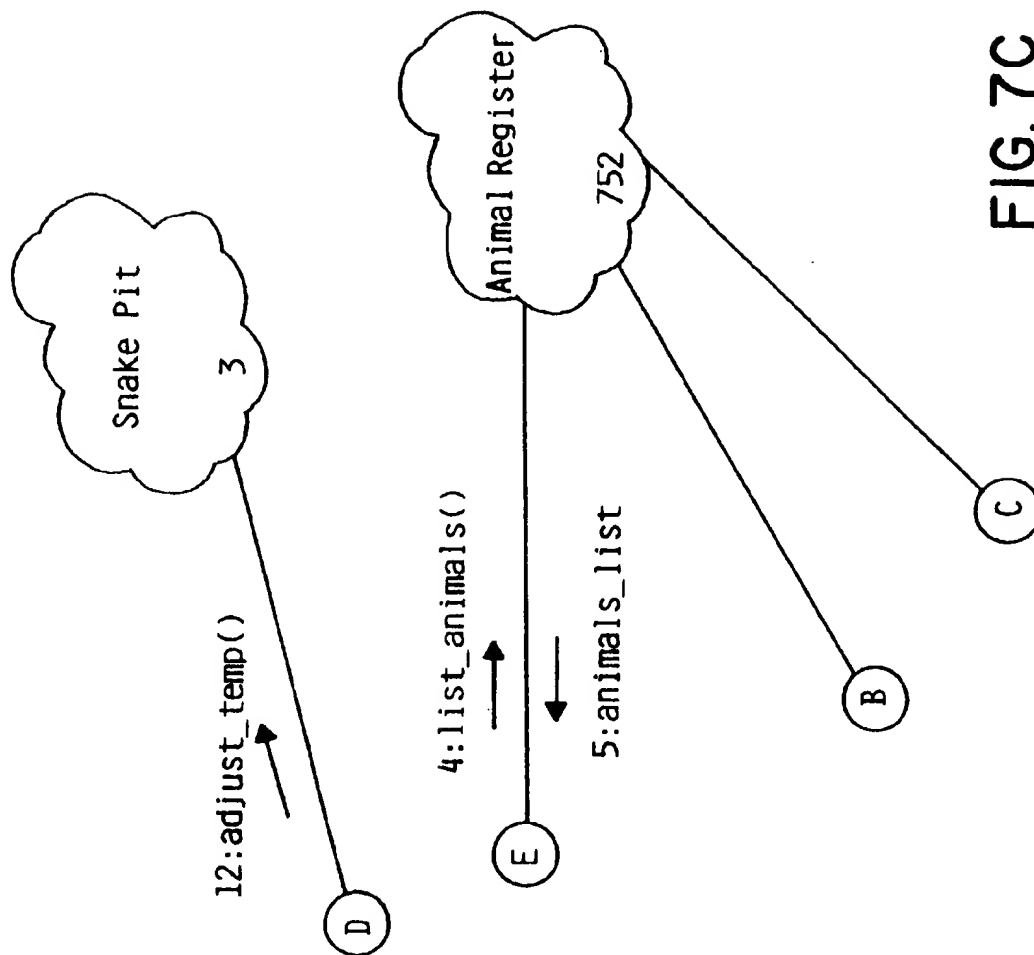 Snake Pit
3
12:adjust_temp()
D
Animal Register
752
4:list_animals()
5:animals_list
E
B
C
FIG. 7C